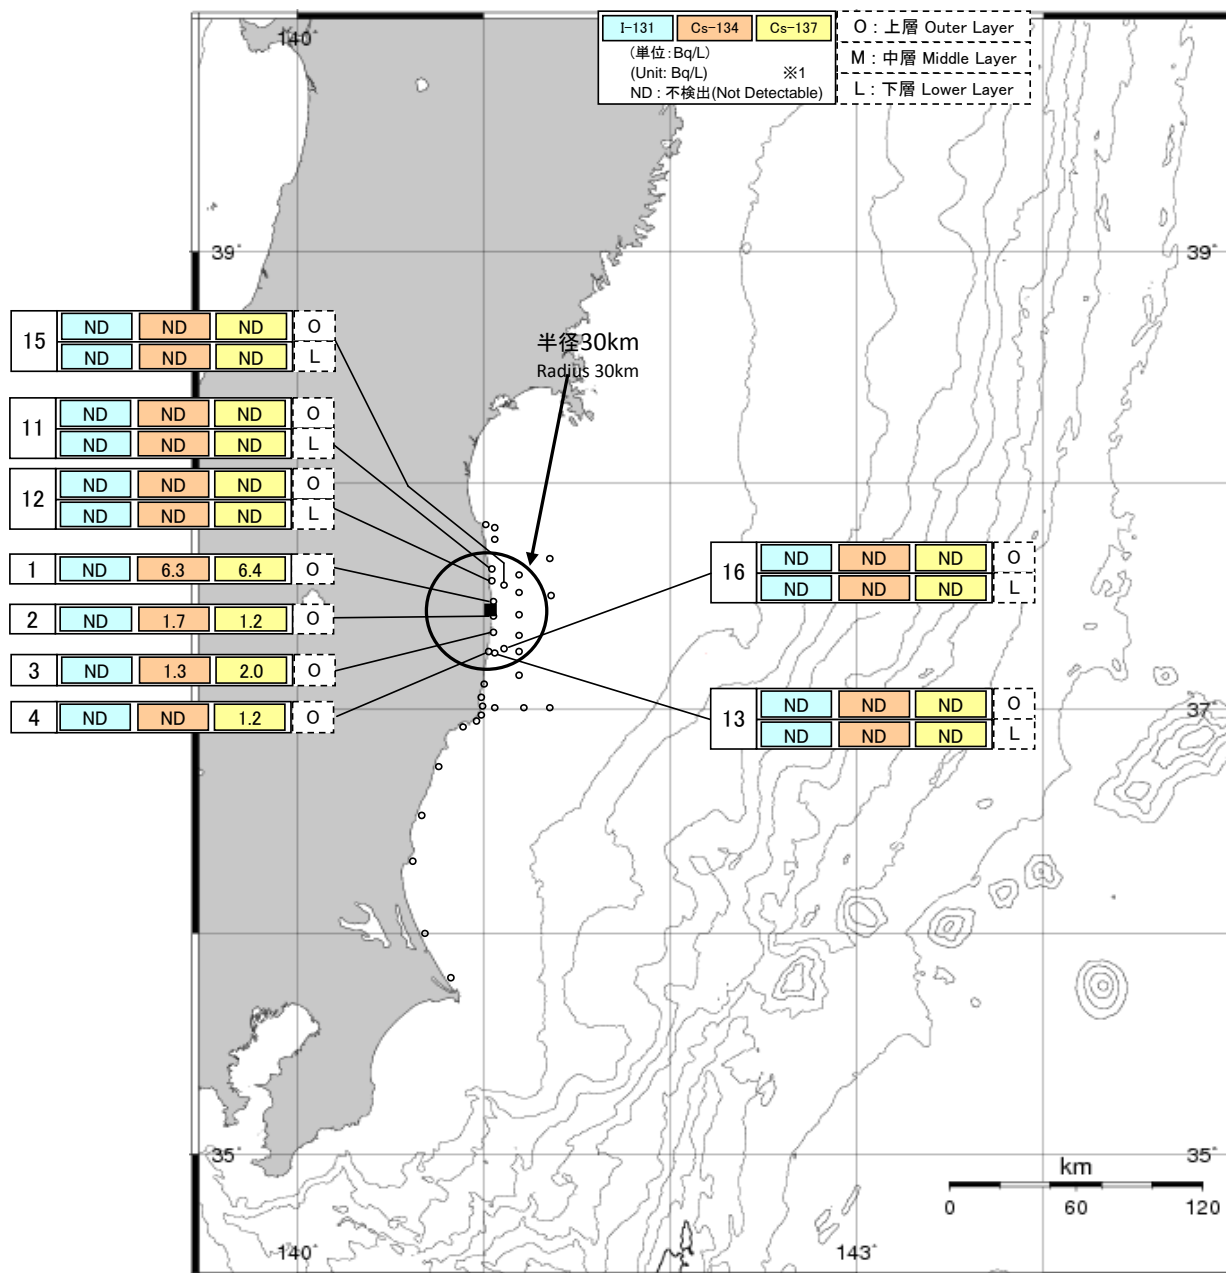 140°
I-131 Cs-134 Cs-137
(単位:Bq/L)
(Unit: Bq/L) ※1
ND : 不検出(Not Detectable)
O : 上層 Outer Layer
M : 中層 Middle Layer
L : 下層 Lower Layer
39° 39°
15
ND ND ND O
ND ND ND L
半径30km
Radius 30km
11
ND ND ND O
ND ND ND L
12
ND ND ND O
ND ND ND L
1 ND 6.3 6.4 O
2 ND 1.7 1.2 O
3 ND 1.3 2.0 O
4 ND ND 1.2 O
16
ND ND ND O
ND ND ND L
13
ND ND ND O
ND ND ND L
37°
35° 35°
km
0 60 120
140° 143°